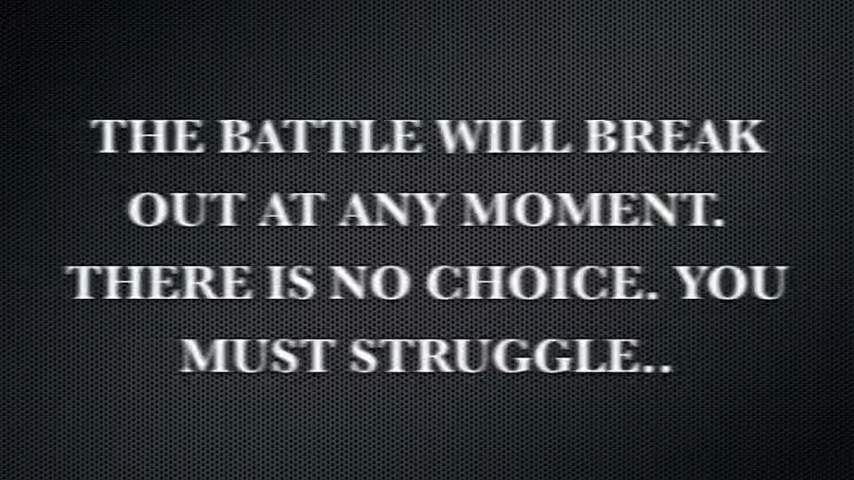 THE BATTLE WILL BREAK
OUT AT ANY MOMENT.
THERE IS NO CHOICE. YOU
MUST STRUGGLE..